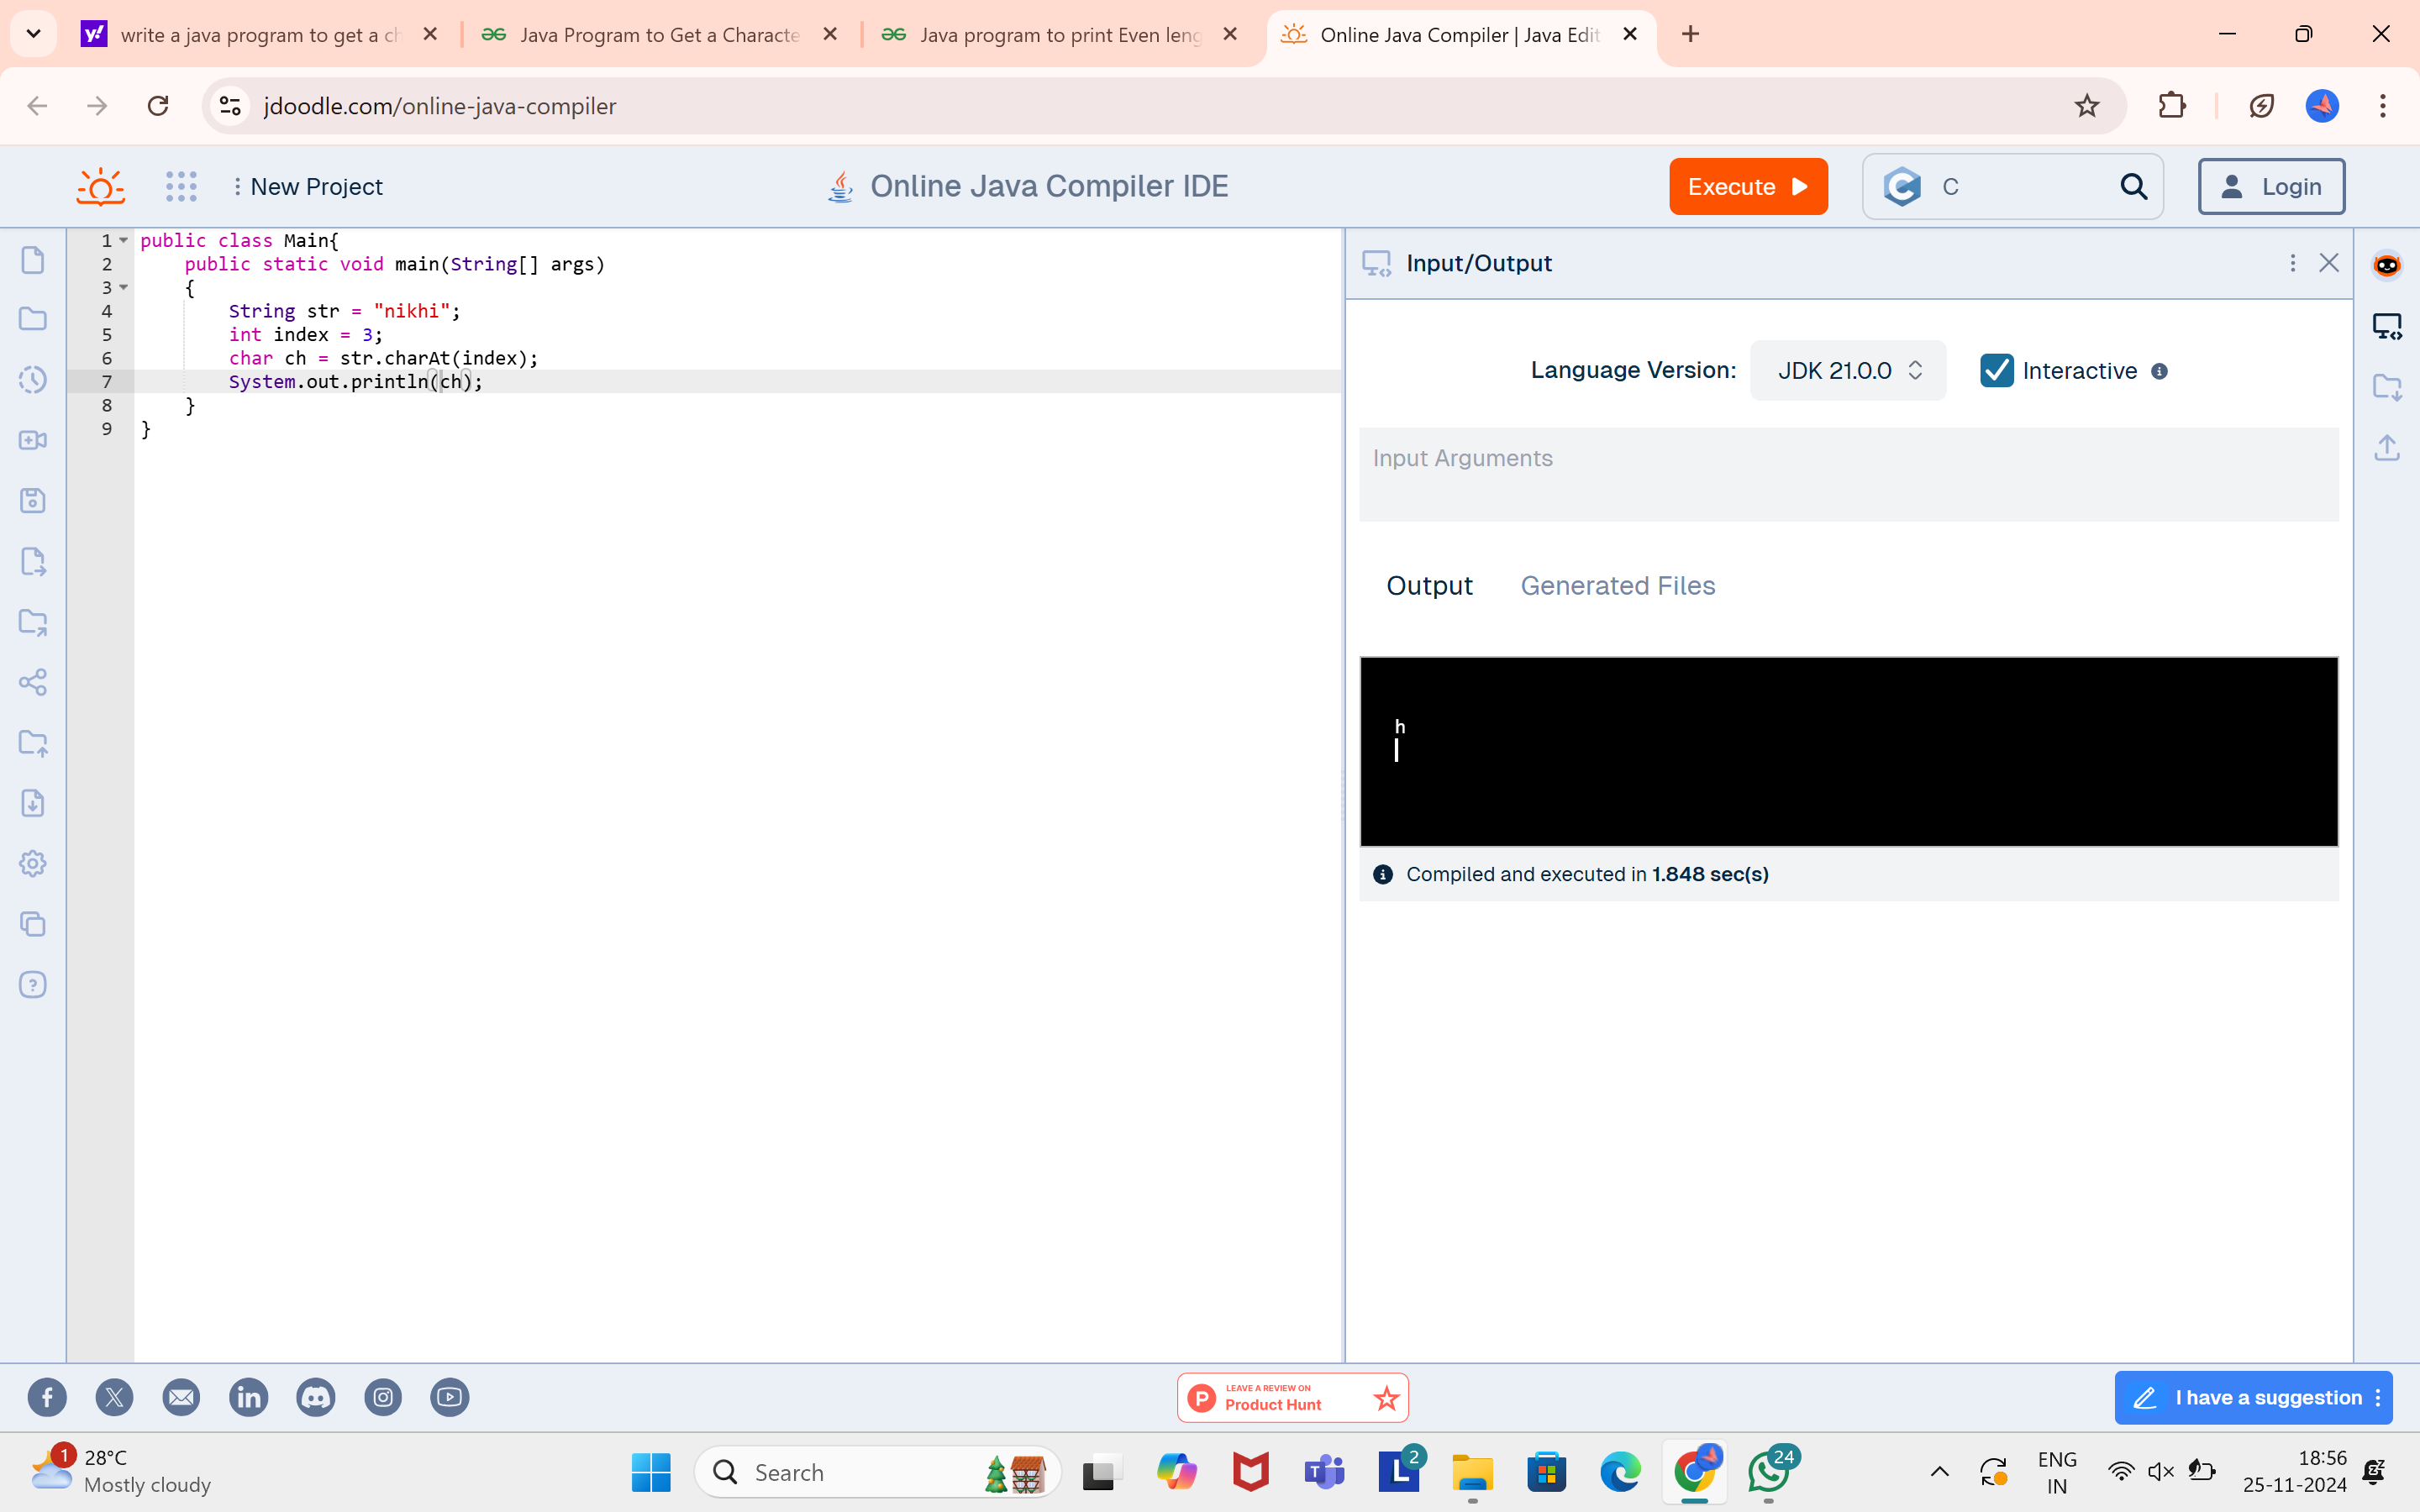 write a java program to get a ch
Java Program to Get a Characte
Java program to print Even leng
Online Java Compiler | Java Edit
jdoodle.com/online-java-compiler
New Project
Online Java Compiler IDE
Execute
C
Login
1 public class Main{
2 public static void main(String[] args)
3 {
4 String str = "nikhi";
5 int index = 3;
6 char ch = str.charAt(index);
7 System.out.println(ch);
8 }
9 }
Input/Output
Language Version:
JDK 21.0.0
Interactive
Input Arguments
Output
Generated Files
h
Compiled and executed in 1.848 sec(s)
LEAVE A REVIEW ON
Product Hunt
I have a suggestion
1
28°C
Mostly cloudy
Search
2
24
ENG
IN
18:56
25-11-2024